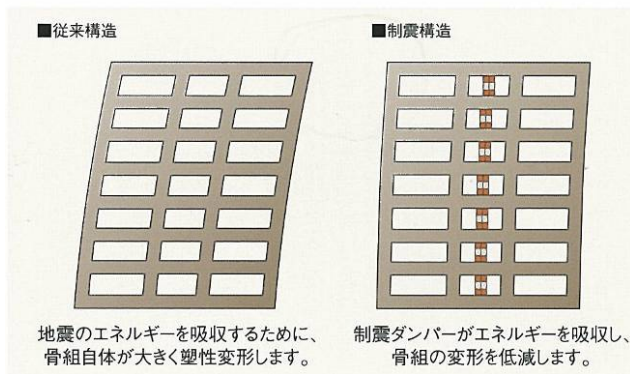 ■従来構造
■制震構造
地震のエネルギーを吸収するために、
骨組自体が大きく塑性変形します。
制震ダンパーがエネルギーを吸収し、
骨組の変形を低減します。